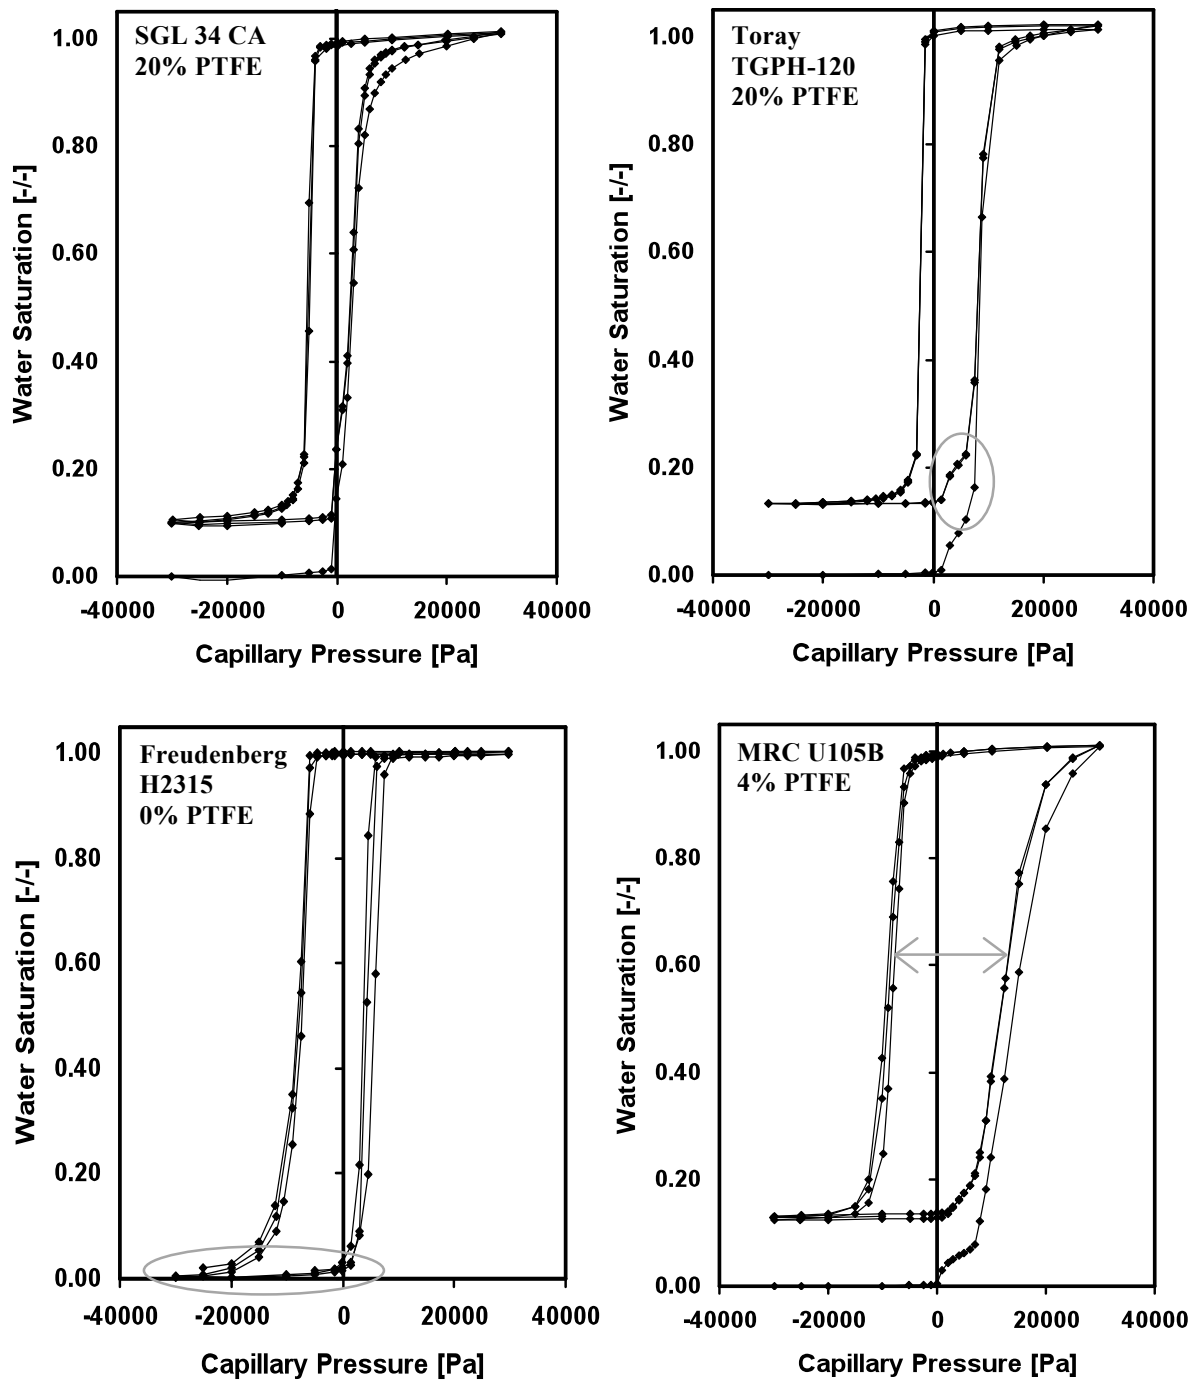 SGL 34 CA
20% PTFE
Water Saturation [-/-]
1.00
0.80
0.60
0.40
0.20
0.00
-40000 -20000 0 20000 40000
Capillary Pressure [Pa]
Toray
TGPH-120
20% PTFE
Water Saturation [-/-]
1.00
0.80
0.60
0.40
0.20
0.00
-40000 -20000 0 20000 40000
Capillary Pressure [Pa]
Freudenberg
H2315
0% PTFE
Water Saturation [-/-]
1.00
0.80
0.60
0.40
0.20
0.00
-40000 -20000 0 20000 40000
Capillary Pressure [Pa]
MRC U105B
4% PTFE
Water Saturation [-/-]
1.00
0.80
0.60
0.40
0.20
0.00
-40000 -20000 0 20000 40000
Capillary Pressure [Pa]